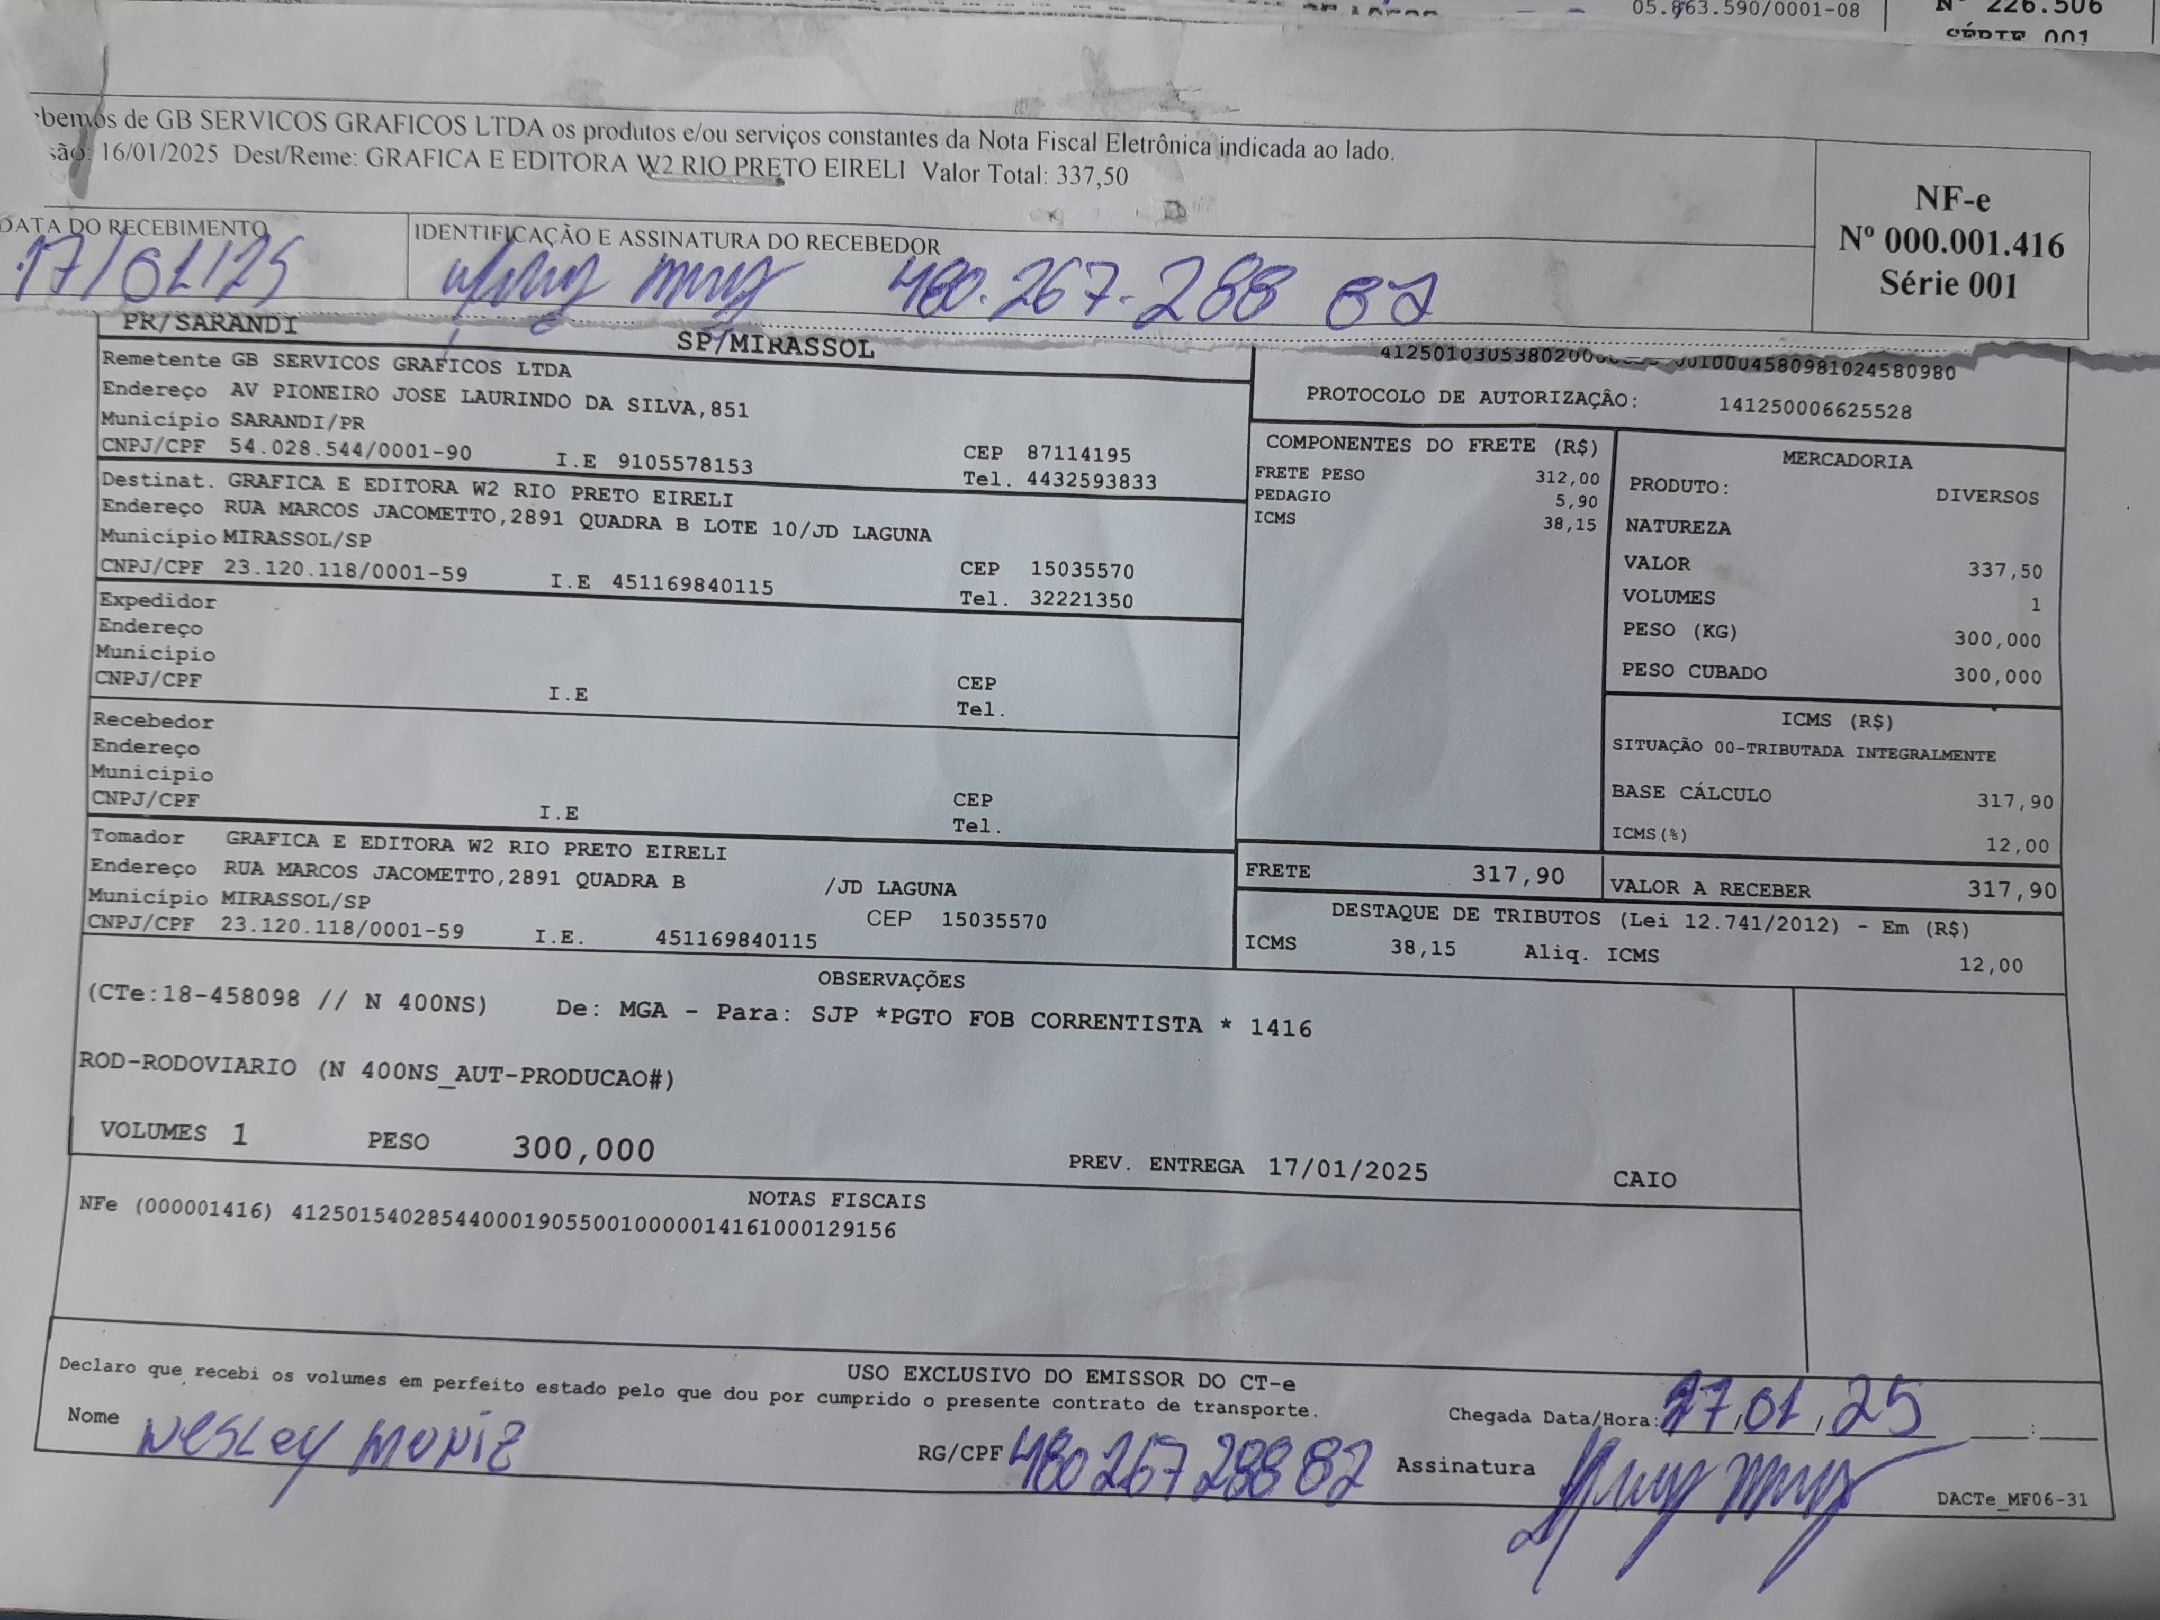 05.863.590/0001-08
Nº 226.506
SÉRIE 001
bemos de GB SERVICOS GRAFICOS LTDA os produtos e/ou serviços constantes da Nota Fiscal Eletrônica indicada ao lado.
são: 16/01/2025 Dest/Reme: GRAFICA E EDITORA W2 RIO PRETO EIRELI Valor Total: 337,50
NF-e
Nº 000.001.416
Série 001
DATA DO RECEBIMENTO
17/01/25
IDENTIFICAÇÃO E ASSINATURA DO RECEBEDOR
480.267-288 82
PR/SARANDI
SP/MIRASSOL
Remetente GB SERVICOS GRAFICOS LTDA
Endereço AV PIONEIRO JOSE LAURINDO DA SILVA,851
Município SARANDI/PR
CNPJ/CPF 54.028.544/0001-90 I.E 9105578153 CEP 87114195
Tel. 4432593833
PROTOCOLO DE AUTORIZAÇÃO: 141250006625528
Destinat. GRAFICA E EDITORA W2 RIO PRETO EIRELI
Endereço RUA MARCOS JACOMETTO,2891 QUADRA B LOTE 10/JD LAGUNA
Município MIRASSOL/SP
CNPJ/CPF 23.120.118/0001-59 I.E 451169840115 CEP 15035570
Tel. 32221350
Expedidor
Endereço
Município
CNPJ/CPF I.E CEP
Tel.
Recebedor
Endereço
Município
CNPJ/CPF I.E CEP
Tel.
Tomador GRAFICA E EDITORA W2 RIO PRETO EIRELI
Endereço RUA MARCOS JACOMETTO,2891 QUADRA B /JD LAGUNA
Município MIRASSOL/SP CEP 15035570
CNPJ/CPF 23.120.118/0001-59 I.E. 451169840115
COMPONENTES DO FRETE (R$)
FRETE PESO 312,00
PEDAGIO 5,90
ICMS 38,15
MERCADORIA
PRODUTO: DIVERSOS
NATUREZA
VALOR 337,50
VOLUMES 1
PESO (KG) 300,000
PESO CUBADO 300,000
ICMS (R$)
SITUAÇÃO 00-TRIBUTADA INTEGRALMENTE
BASE CÁLCULO 317,90
ICMS(%) 12,00
FRETE 317,90
VALOR A RECEBER 317,90
DESTAQUE DE TRIBUTOS (Lei 12.741/2012) - Em (R$)
ICMS 38,15 Aliq. ICMS 12,00
OBSERVAÇÕES
(CTe:18-458098 // N 400NS) De: MGA - Para: SJP *PGTO FOB CORRENTISTA * 1416
ROD-RODOVIARIO (N 400NS_AUT-PRODUCAO#)
VOLUMES 1 PESO 300,000 PREV. ENTREGA 17/01/2025 CAIO
NOTAS FISCAIS
NFe (000001416) 41250154028544000190550010000014161000129156
USO EXCLUSIVO DO EMISSOR DO CT-e
Declaro que recebi os volumes em perfeito estado pelo que dou por cumprido o presente contrato de transporte.
Chegada Data/Hora: 27/01/25 :
Nome Wesley Moniz RG/CPF 480267 288 82 Assinatura
DACTe_MF06-31